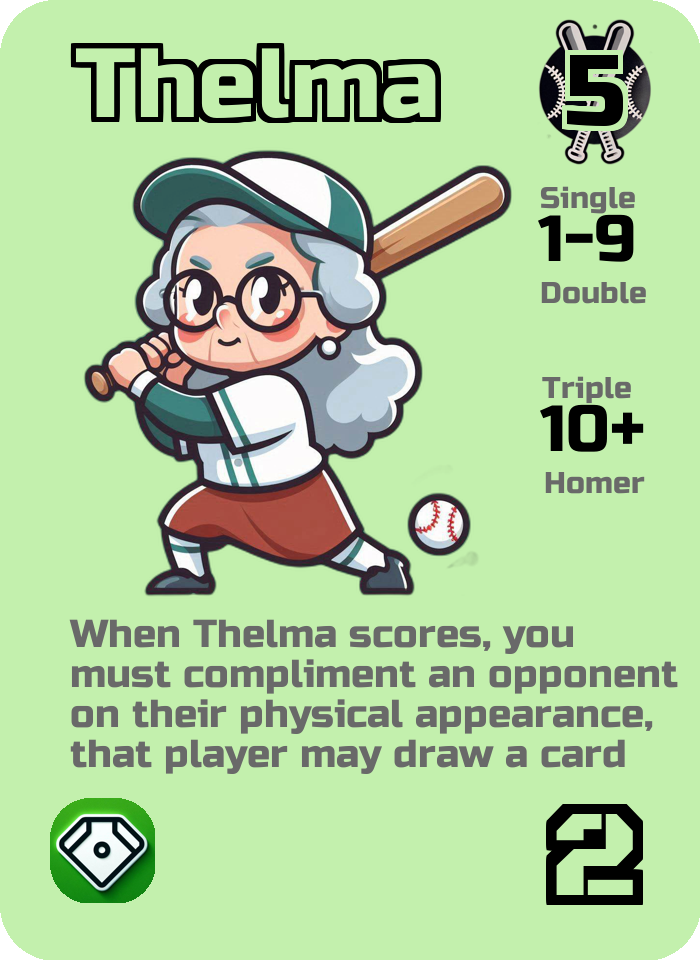 Thelma
5
Single
1-9
Double
Triple
10+
Homer
When Thelma scores, you
must compliment an opponent
on their physical appearance,
that player may draw a card
2